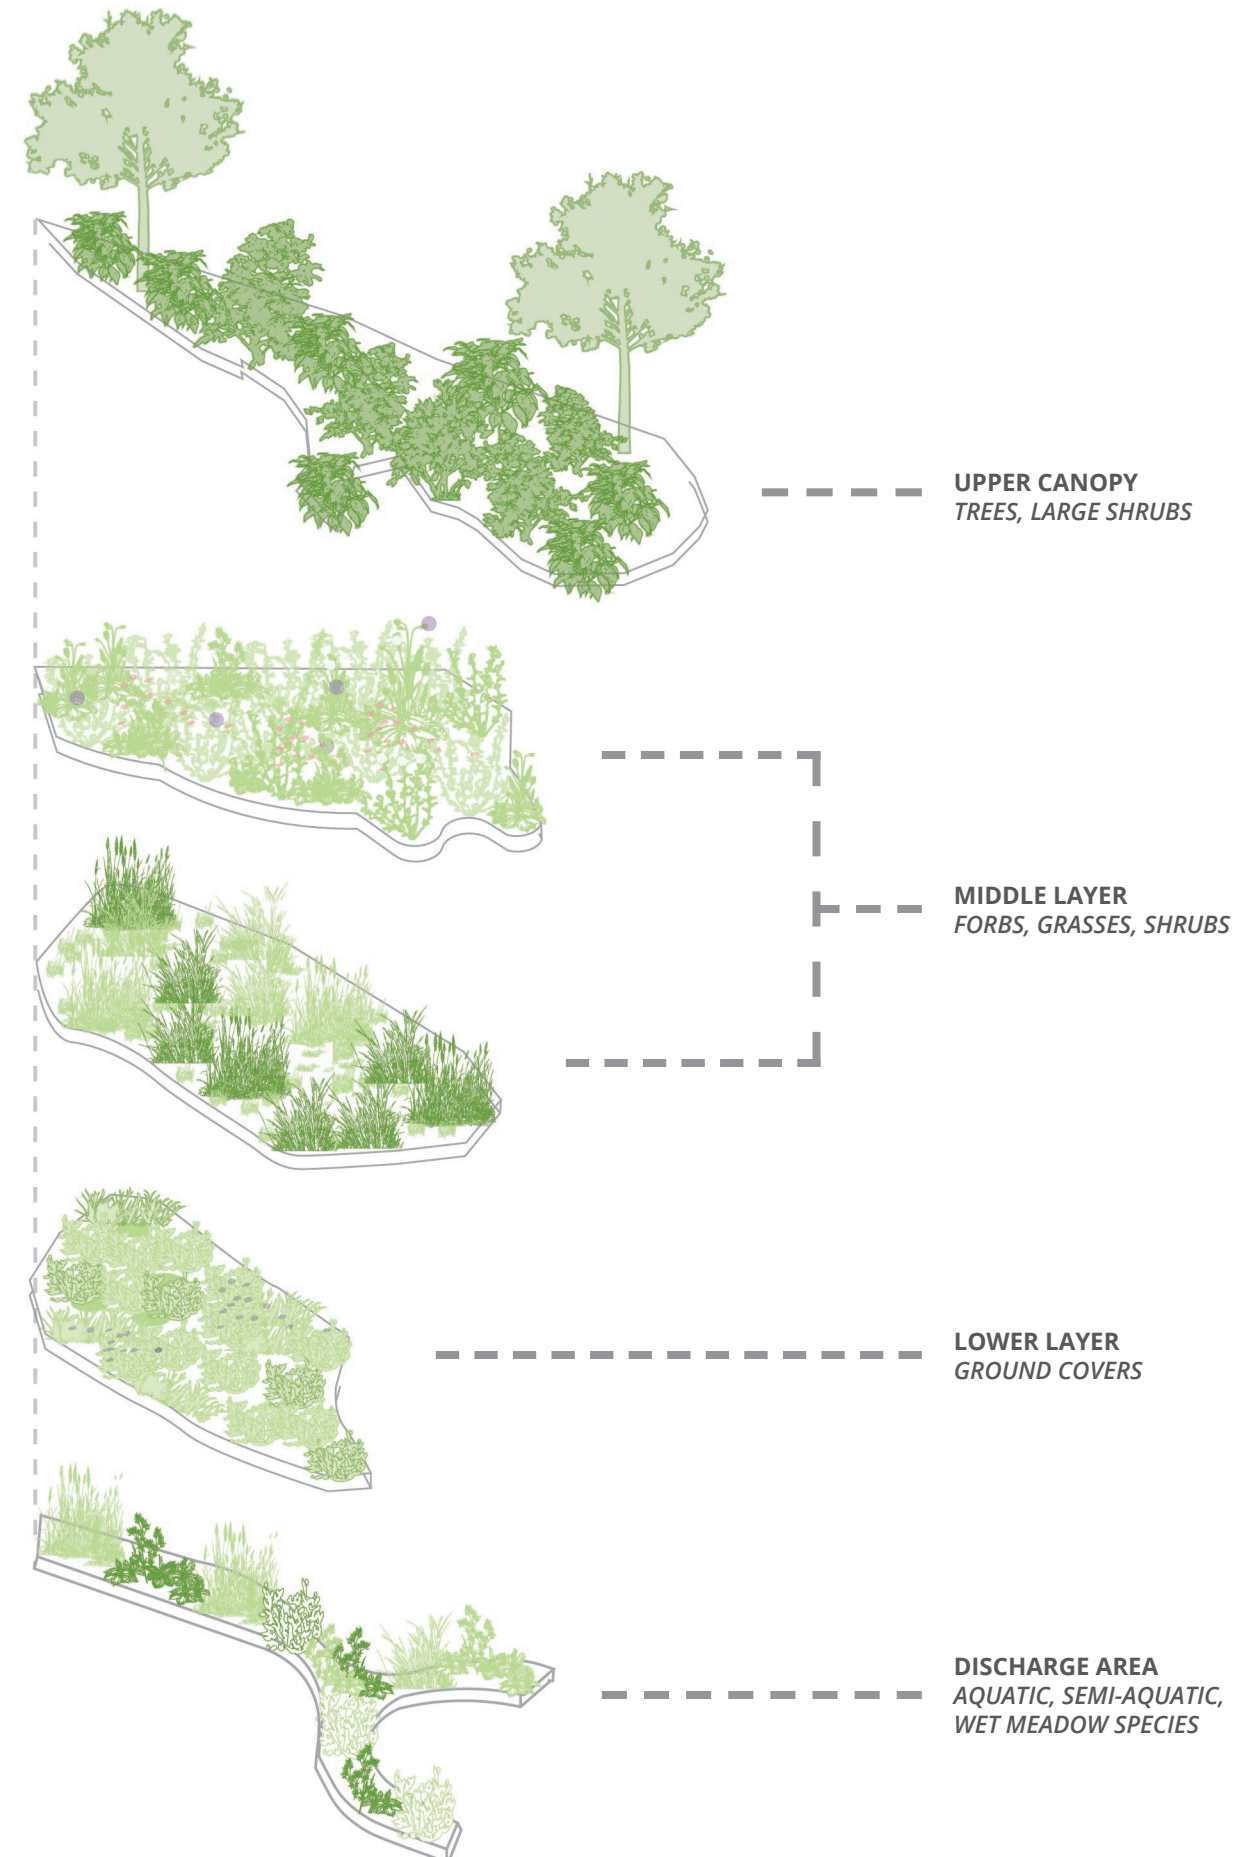 UPPER CANOPY
TREES, LARGE SHRUBS
MIDDLE LAYER
FORBS, GRASSES, SHRUBS
LOWER LAYER
GROUND COVERS
DISCHARGE AREA
AQUATIC, SEMI-AQUATIC,
WET MEADOW SPECIES